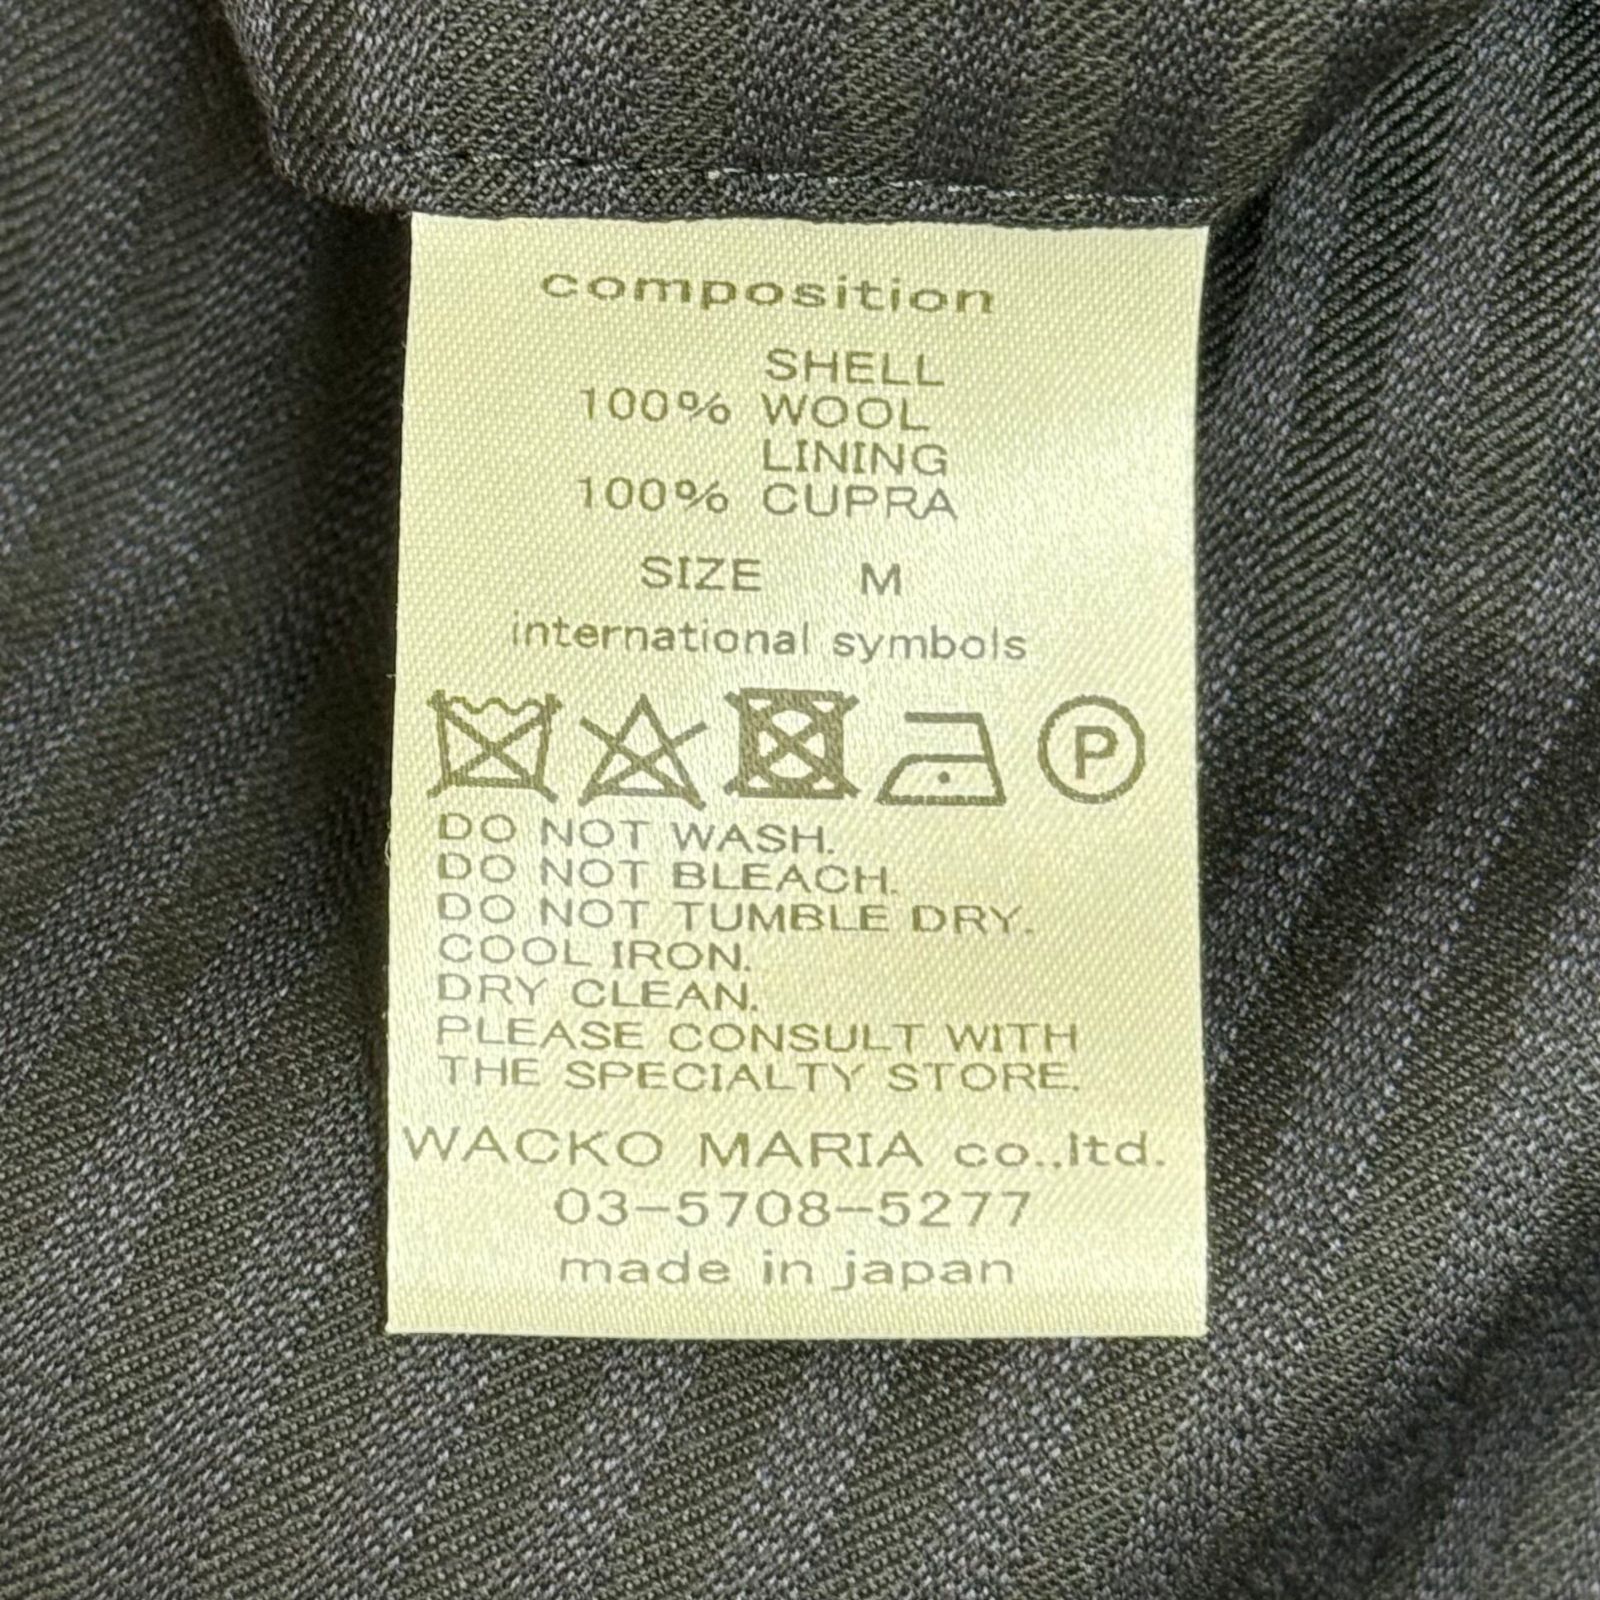 composition
SHELL
100% WOOL
LINING
100% CUPRA
SIZE M
international symbols
P
DO NOT WASH.
DO NOT BLEACH.
DO NOT TUMBLE DRY.
COOL IRON.
DRY CLEAN.
PLEASE CONSULT WITH
THE SPECIALTY STORE.
WACKO MARIA co.,ltd.
03-5708-5277
made in japan